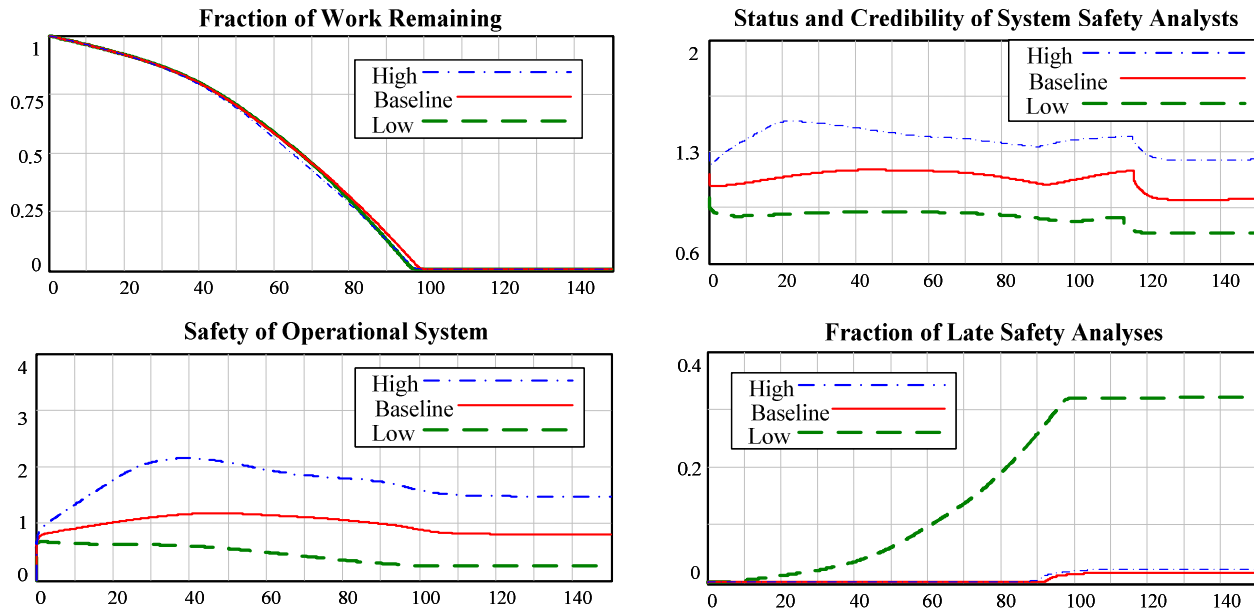 Fraction of Work Remaining
1
0.75
0.5
0.25
0
High
Baseline
Low
0 20 40 60 80 100 120 140
Status and Credibility of System Safety Analysts
2
1.3
0.6
High
Baseline
Low
0 20 40 60 80 100 120 140
Safety of Operational System
4
3
2
1
0
High
Baseline
Low
0 20 40 60 80 100 120 140
Fraction of Late Safety Analyses
0.4
0.2
0
High
Baseline
Low
0 20 40 60 80 100 120 140